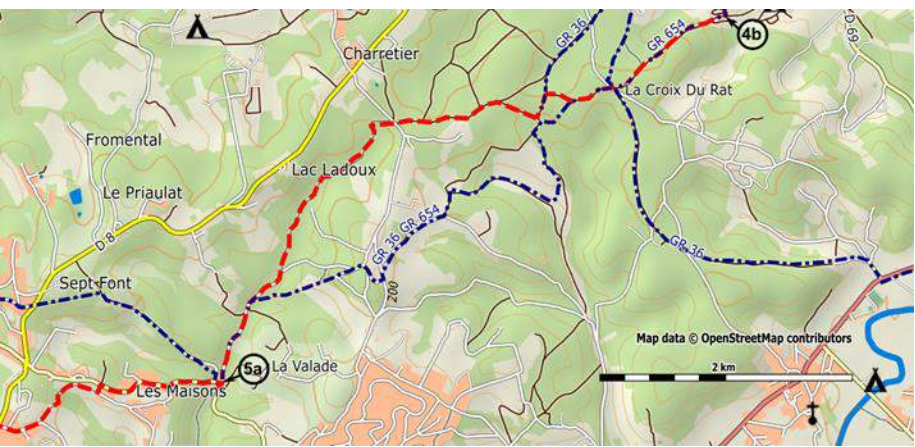 GR 36
GR 654
4b
D 69
Charretier
La Croix Du Rat
Fromental
Lac Ladoux
Le Priaulat
D 8
GR 36 GR 654
GR 36
Sept Font
200
Map data © OpenStreetMap contributors
5a
La Valade
2 km
Les Maisons